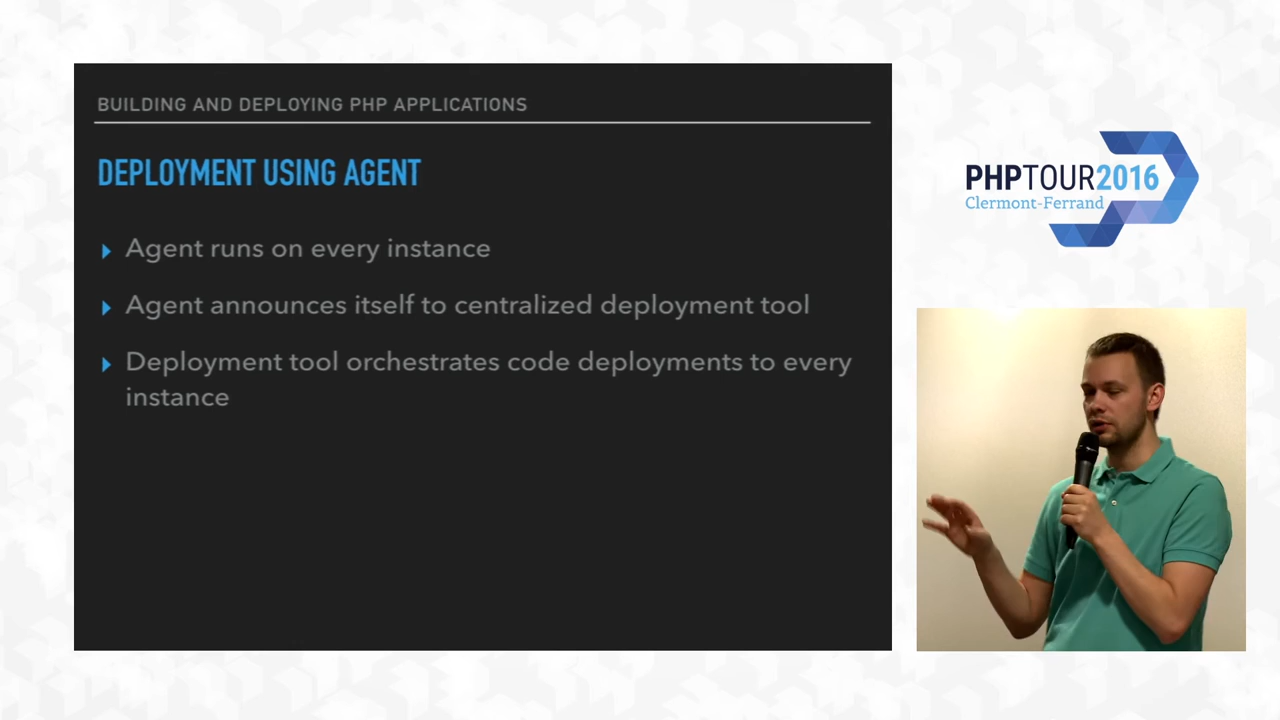 BUILDING AND DEPLOYING PHP APPLICATIONS
DEPLOYMENT USING AGENT
Agent runs on every instance
Agent announces itself to centralized deployment tool
Deployment tool orchestrates code deployments to every
instance
PHPTOUR2016
Clermont-Ferrand